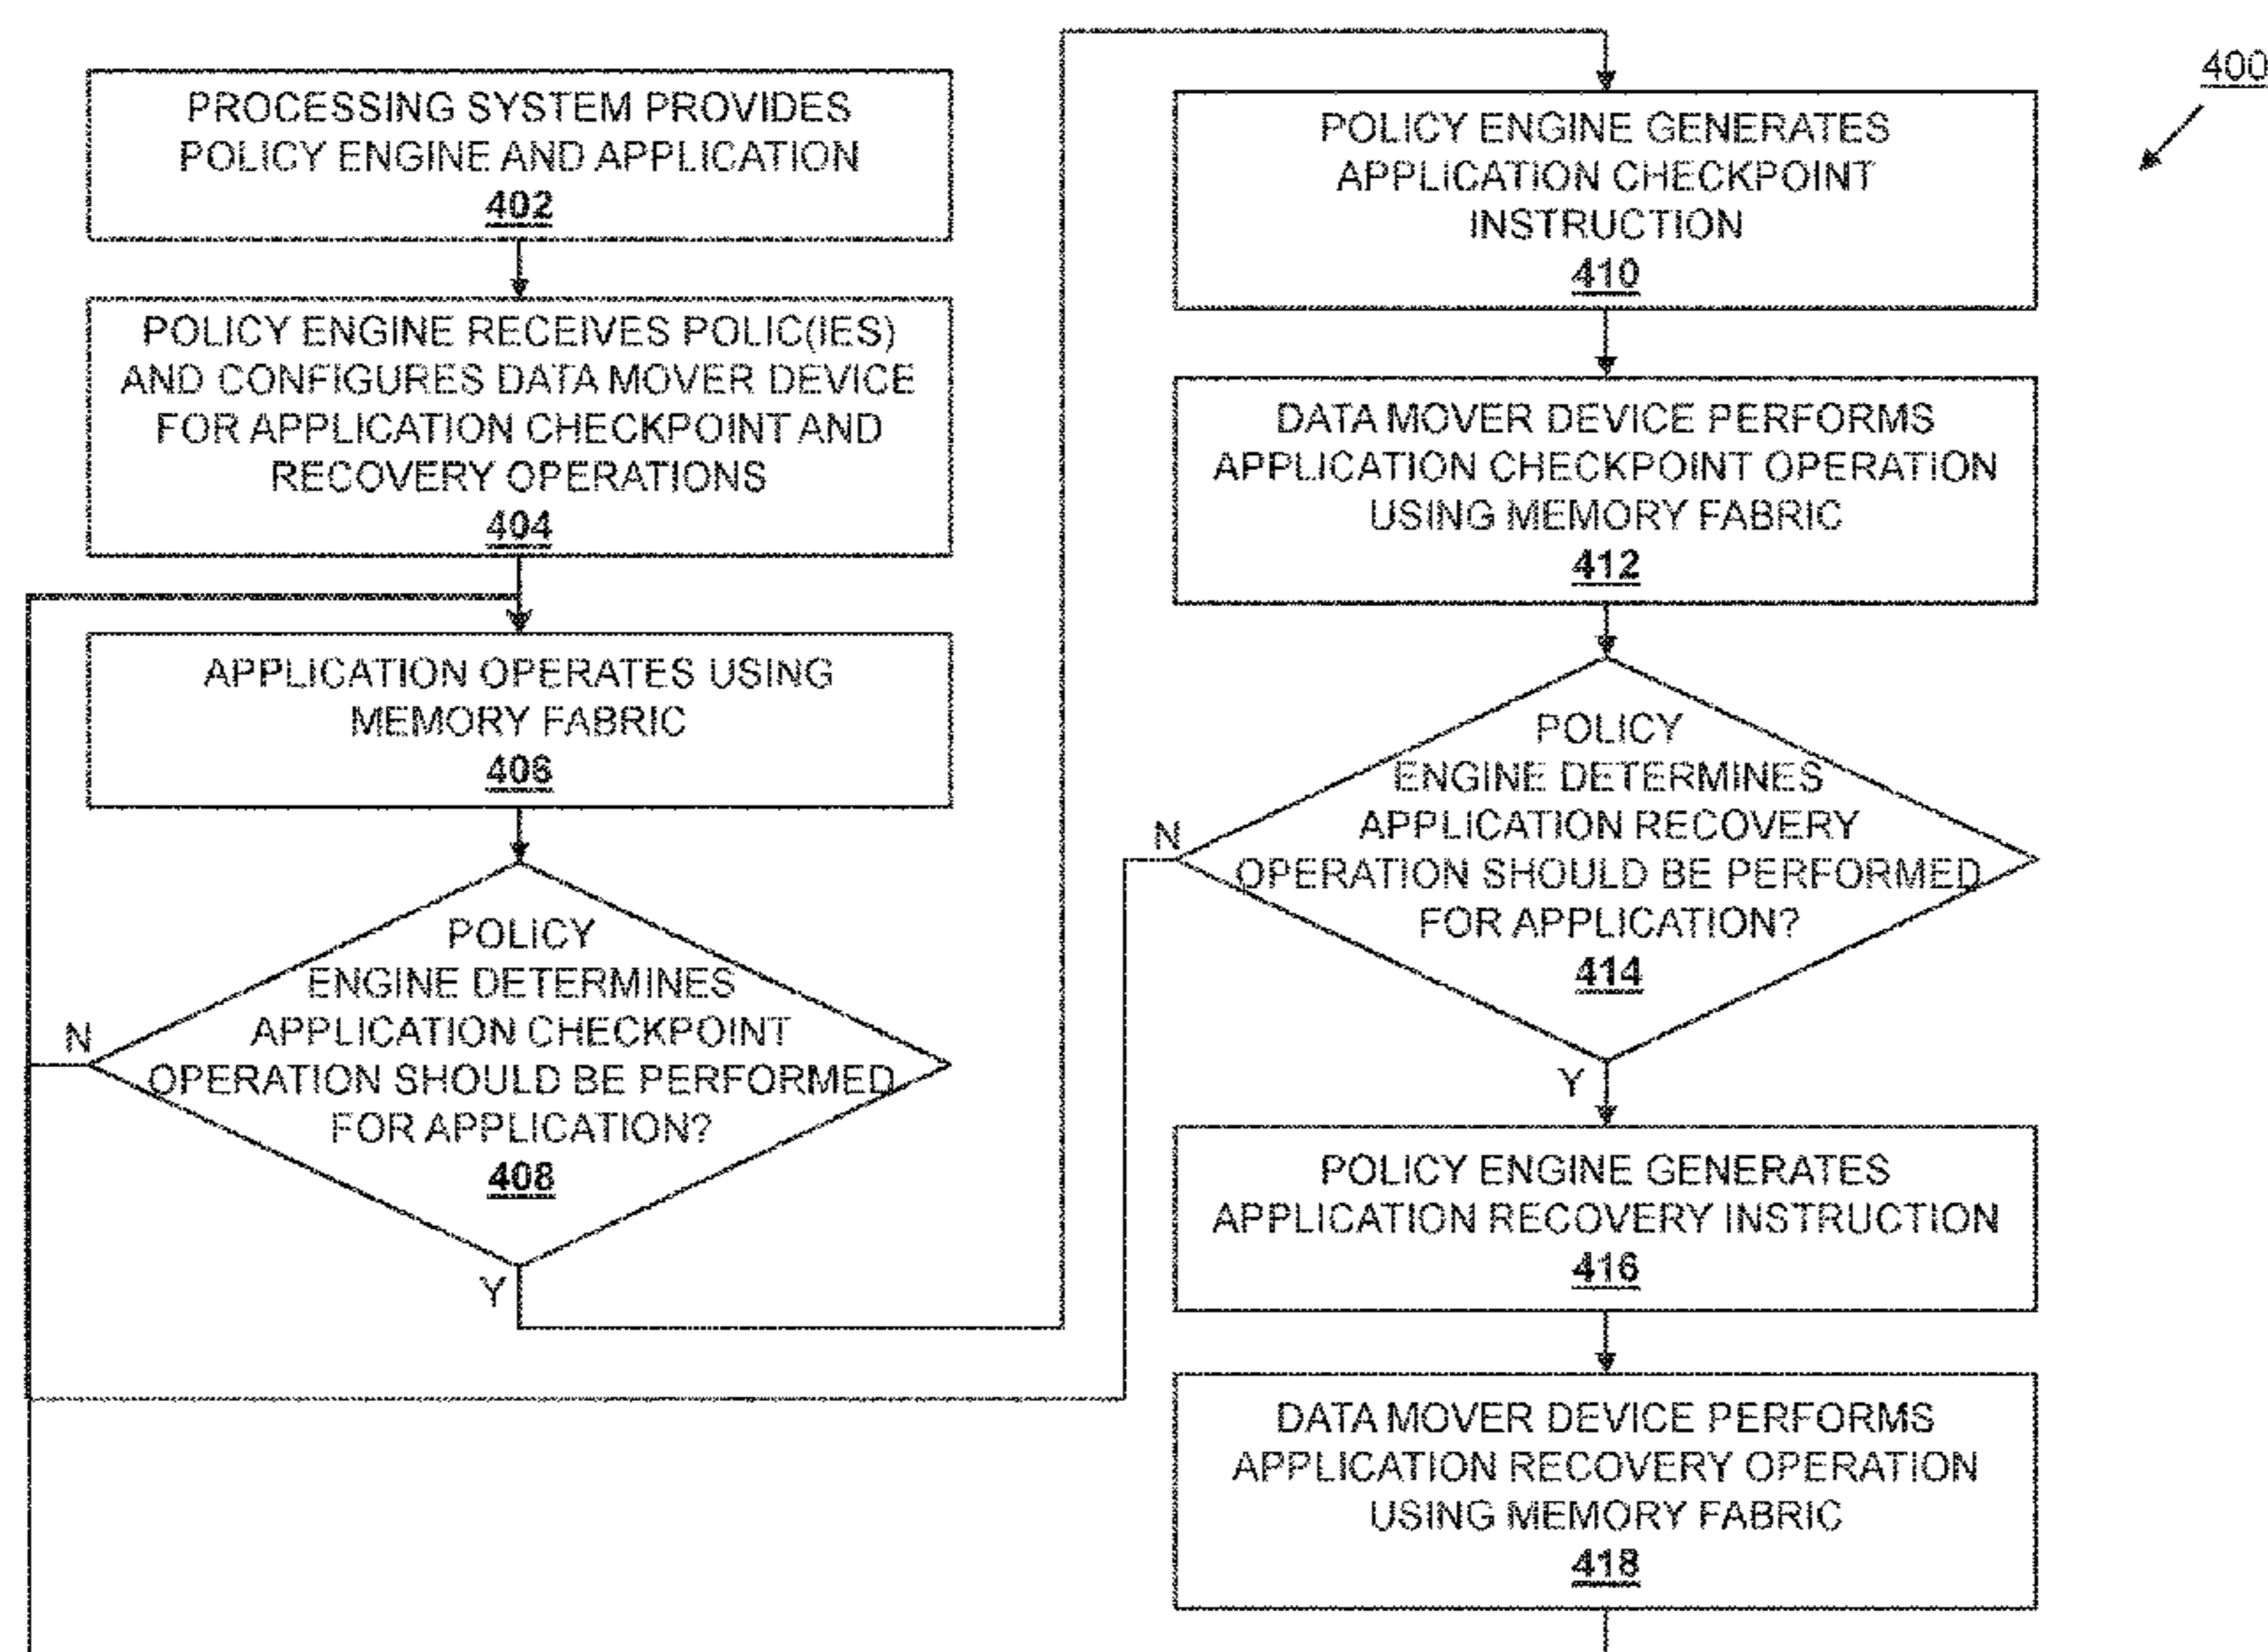 PROCESSING SYSTEM PROVIDES
POLICY ENGINE AND APPLICATION
402
POLICY ENGINE RECEIVES POLIC(IES)
AND CONFIGURES DATA MOVER DEVICE
FOR APPLICATION CHECKPOINT AND
RECOVERY OPERATIONS
404
APPLICATION OPERATES USING
MEMORY FABRIC
406
POLICY
ENGINE DETERMINES
APPLICATION CHECKPOINT
OPERATION SHOULD BE PERFORMED
FOR APPLICATION?
408
N
Y
400
POLICY ENGINE GENERATES
APPLICATION CHECKPOINT
INSTRUCTION
410
DATA MOVER DEVICE PERFORMS
APPLICATION CHECKPOINT OPERATION
USING MEMORY FABRIC
412
POLICY
ENGINE DETERMINES
APPLICATION RECOVERY
OPERATION SHOULD BE PERFORMED
FOR APPLICATION?
414
N
Y
POLICY ENGINE GENERATES
APPLICATION RECOVERY INSTRUCTION
416
DATA MOVER DEVICE PERFORMS
APPLICATION RECOVERY OPERATION
USING MEMORY FABRIC
418